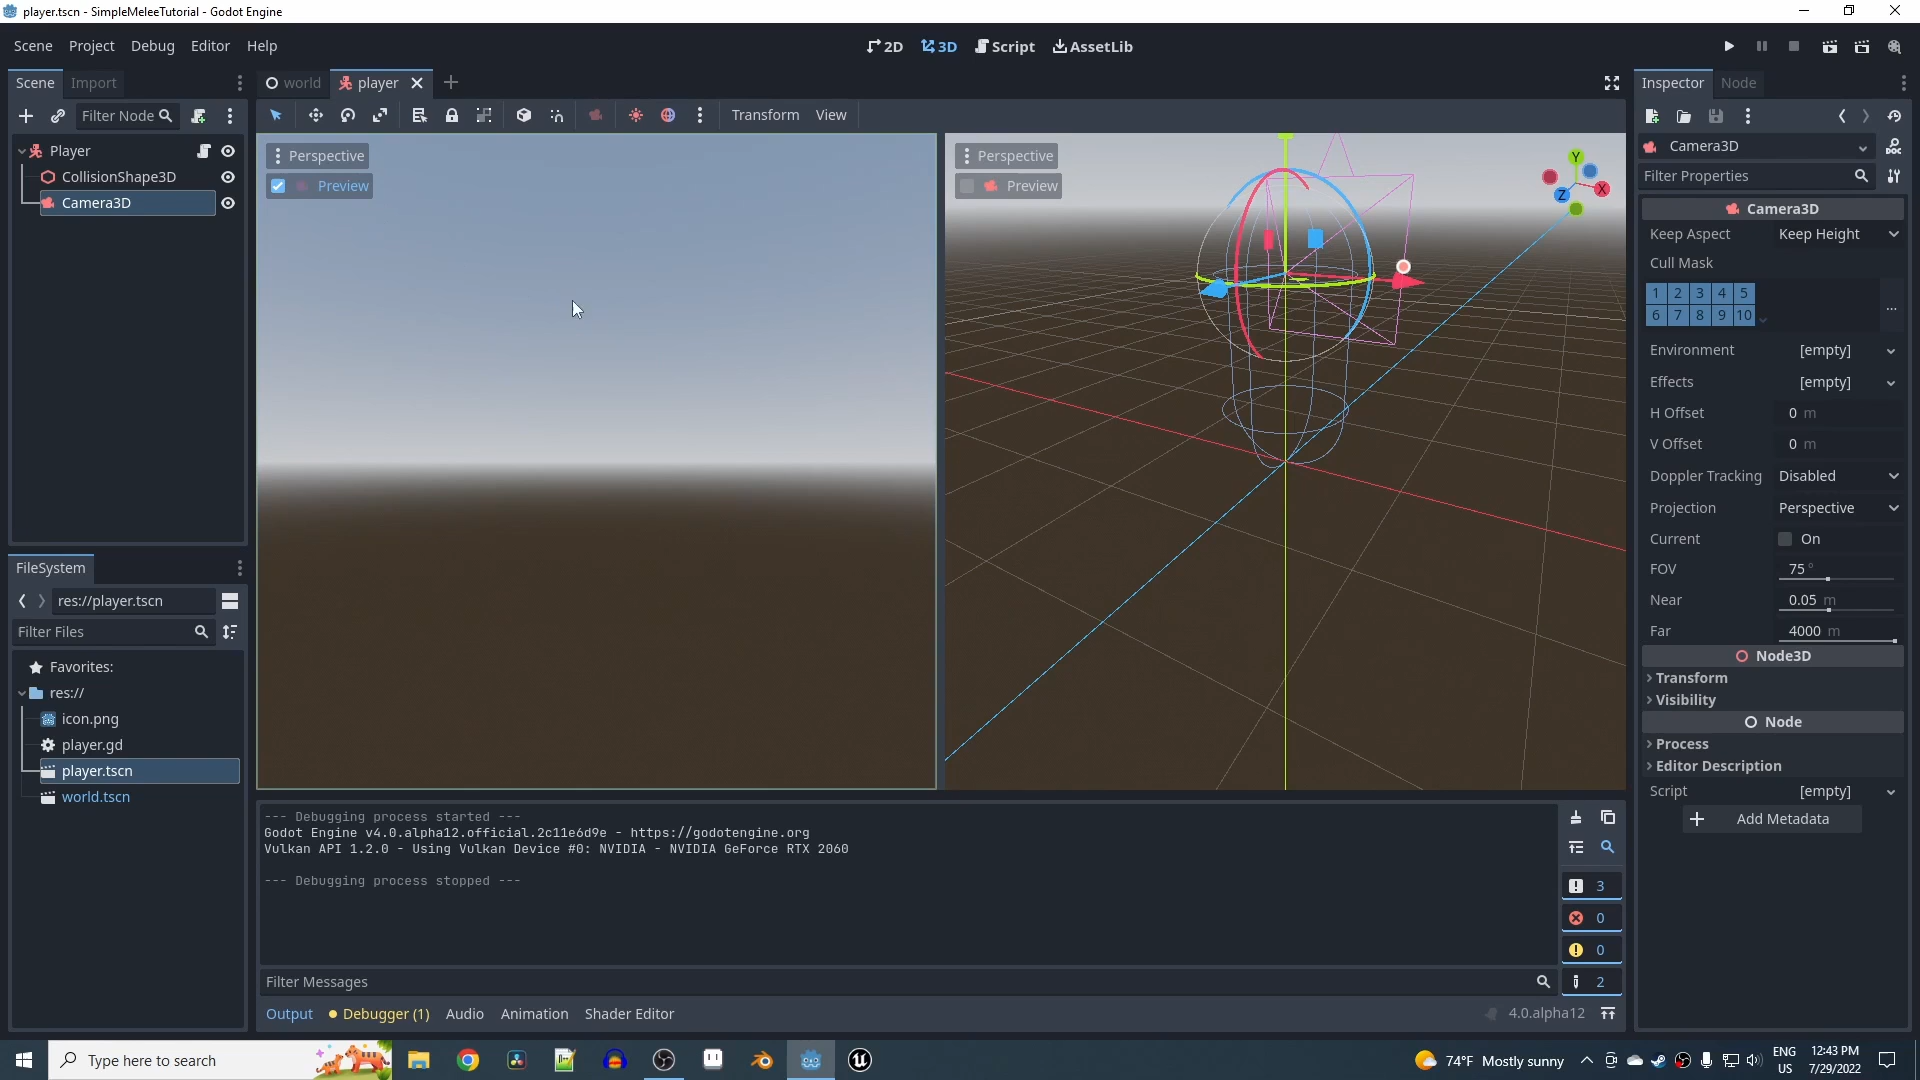 player.tscn - SimpleMeleeTutorial - Godot Engine
Scene Project Debug Editor Help
2D 3D Script AssetLib
Scene Import
world player
Inspector Node
Filter Node
Transform View
Player
CollisionShape3D
Camera3D
Perspective
Preview
Perspective
Preview
Y
X
Z
Camera3D
Filter Properties
Camera3D
Keep Aspect Keep Height
Cull Mask
1 2 3 4 5
6 7 8 9 10
Environment [empty]
Effects [empty]
H Offset 0 m
V Offset 0 m
Doppler Tracking Disabled
Projection Perspective
Current On
FOV 75 °
Near 0.05 m
Far 4000 m
Node3D
Transform
Visibility
Node
Process
Editor Description
Script [empty]
Add Metadata
FileSystem
res://player.tscn
Filter Files
Favorites:
res://
icon.png
player.gd
player.tscn
world.tscn
--- Debugging process started ---
Godot Engine v4.0.alpha12.official.2c11e6d9e - https://godotengine.org
Vulkan API 1.2.0 - Using Vulkan Device #0: NVIDIA - NVIDIA GeForce RTX 2060
--- Debugging process stopped ---
3
0
0
2
Filter Messages
Output Debugger (1) Audio Animation Shader Editor
4.0.alpha12
Type here to search
74°F Mostly sunny
ENG
US
12:43 PM
7/29/2022